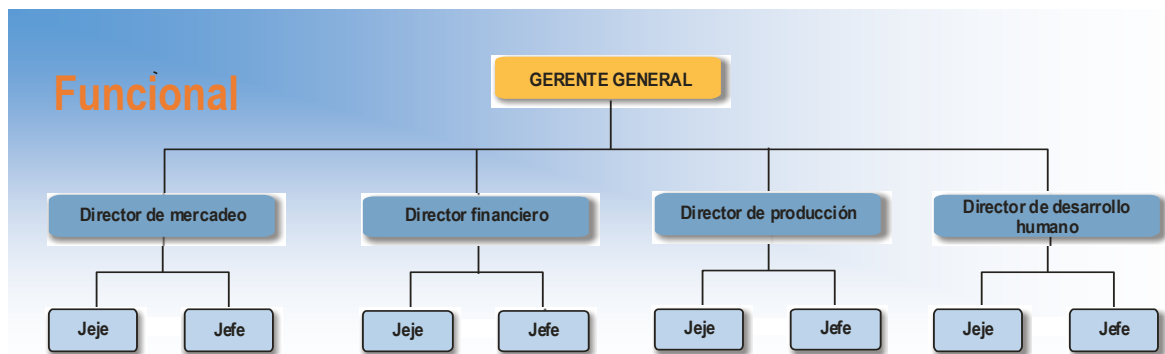 Funcional
GERENTE GENERAL
Director de mercadeo
Director financiero
Director de producción
Director de desarrollo
humano
Jeje
Jefe
Jeje
Jefe
Jeje
Jefe
Jeje
Jefe